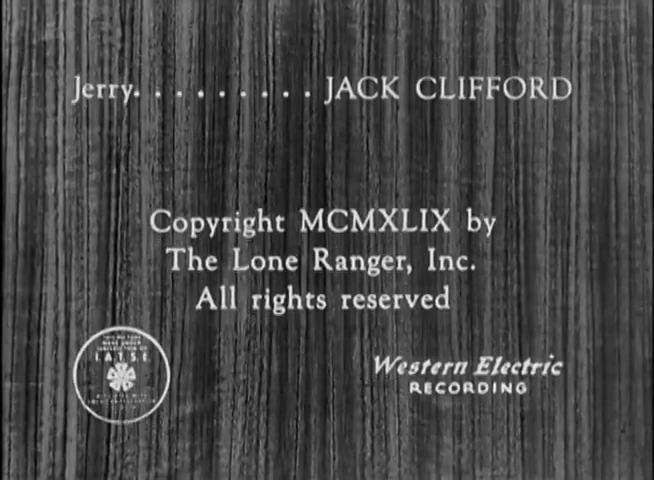 Jerry. . . . . . . . . JACK CLIFFORD
Copyright MCMXLIX by
The Lone Ranger, Inc.
All rights reserved
I.A.T.S.E.
Western Electric
RECORDING